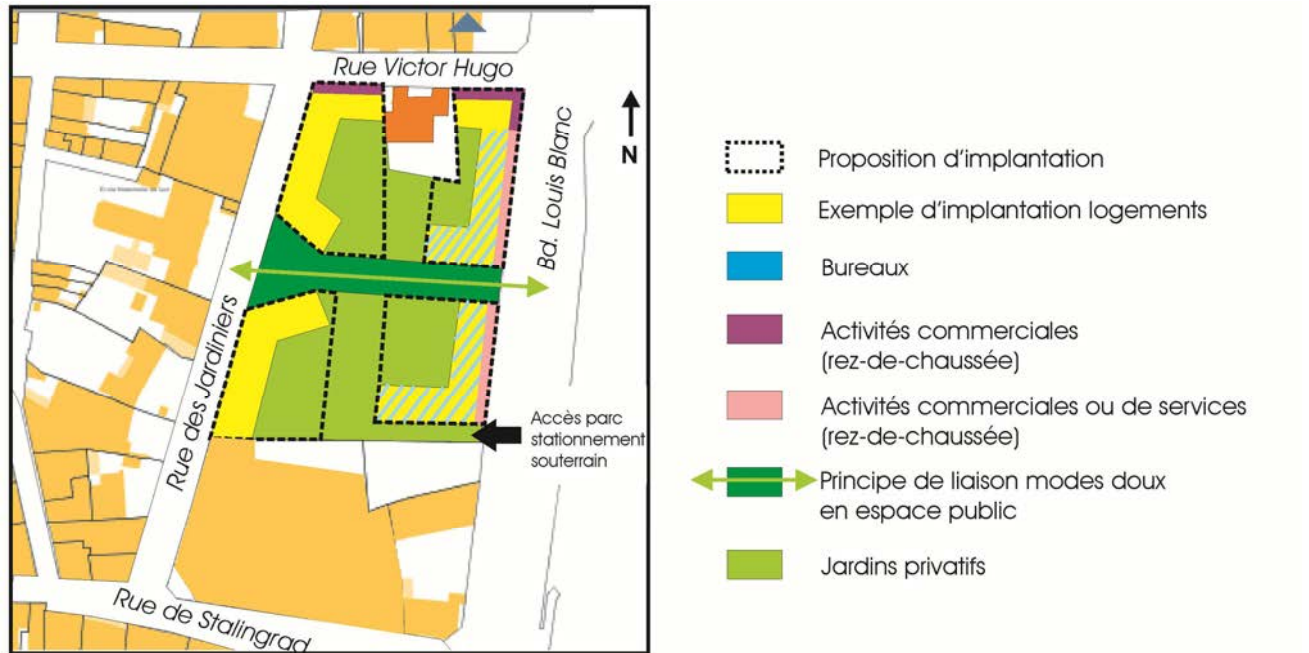 Rue Victor Hugo
Bd. Louis Blanc
N
Rue des Jardiniers
Accès parc
stationnement
souterrain
Rue de Stalingrad
Proposition d'implantation
Exemple d'implantation logements
Bureaux
Activités commerciales
(rez-de-chaussée)
Activités commerciales ou de services
(rez-de-chaussée)
Principe de liaison modes doux
en espace public
Jardins privatifs